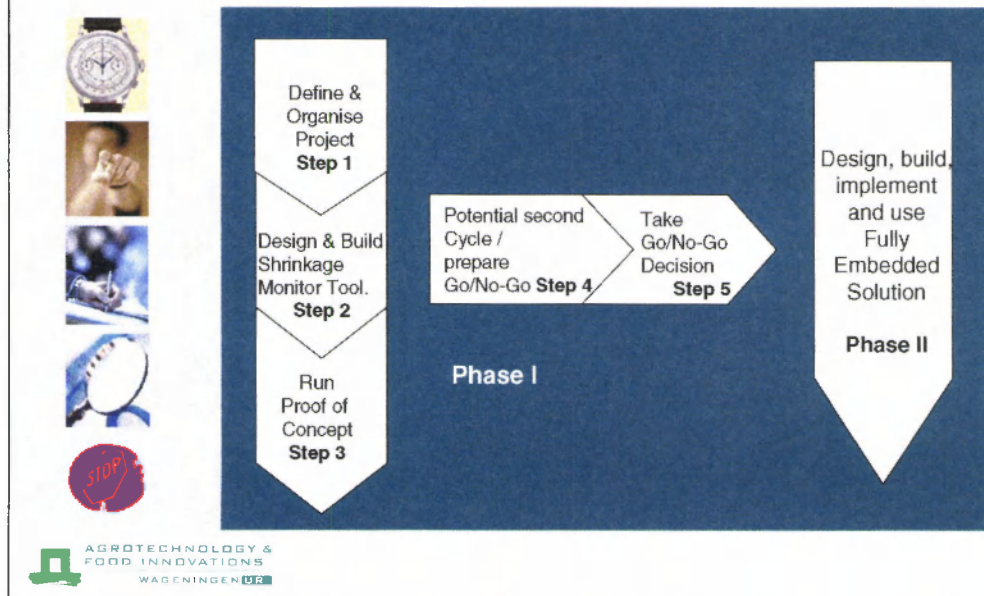 Define &
Organise
Project
Step 1
Design & Build
Shrinkage
Monitor Tool.
Step 2
Run
Proof of
Concept
Step 3
Potential second
Cycle /
prepare
Go/No-Go Step 4
Take
Go/No-Go
Decision
Step 5
Phase I
Design, build,
implement
and use
Fully
Embedded
Solution
Phase II
STOP
AGROTECHNOLOGY &
FOOD INNOVATIONS
WAGENINGEN UR